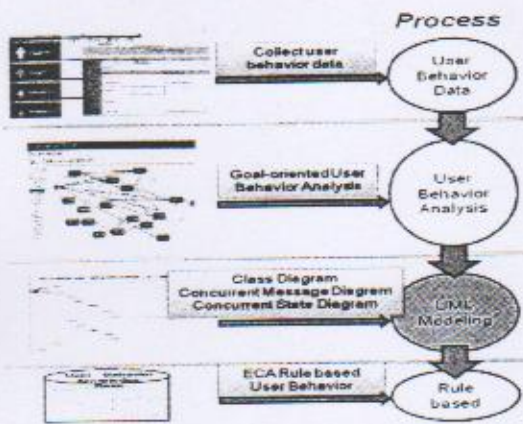 Process
Collect user
behavior data
User
Behavior
Data
Goal-oriented User
Behavior Analysis
User
Behavior
Analysis
Class Diagram
Concurrent Message Diagram
Concurrent State Diagram
UML
Modeling
ECA Rule based
User Behavior
Rule
based